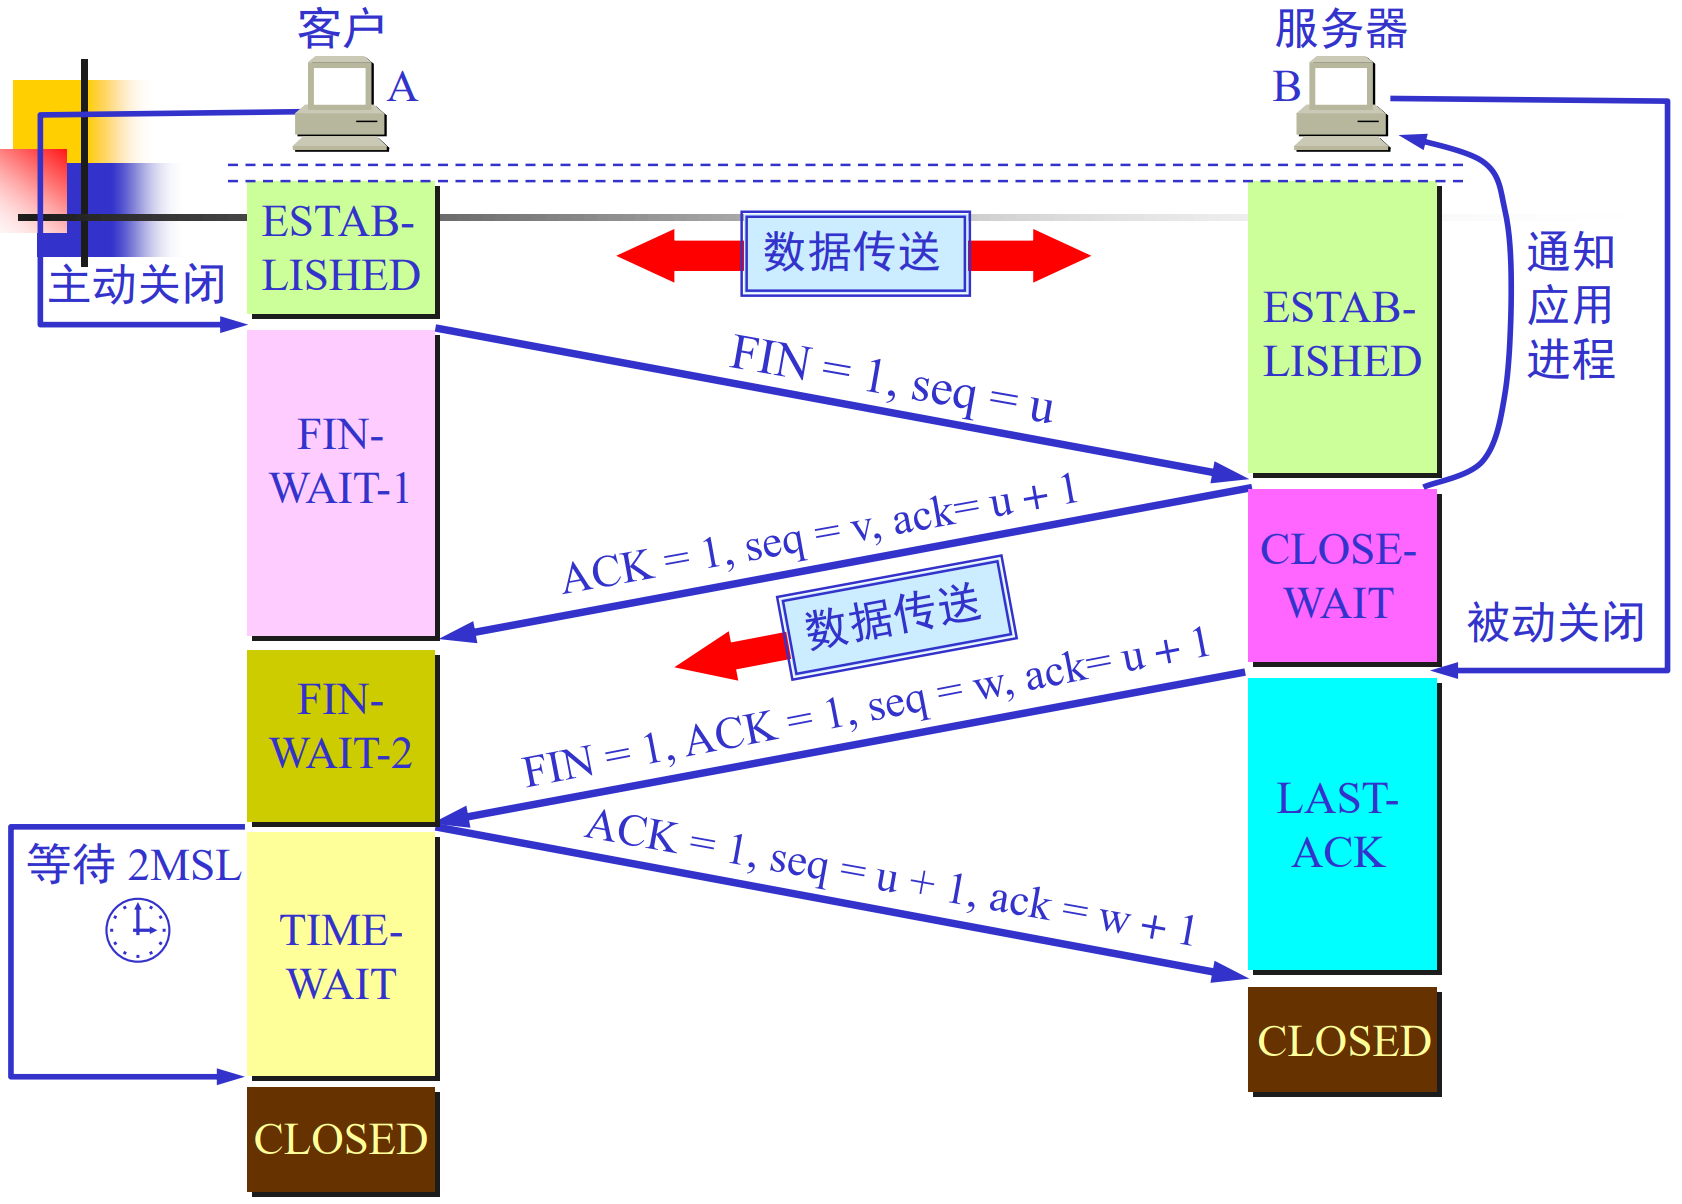 客户
服务器
A
B
ESTAB-
LISHED
数据传送
通知
应用
进程
主动关闭
ESTAB-
LISHED
FIN = 1, seq = u
FIN-
WAIT-1
ACK = 1, seq = v, ack= u + 1
CLOSE-
WAIT
数据传送
被动关闭
FIN-
WAIT-2
FIN = 1, ACK = 1, seq = w, ack= u + 1
LAST-
ACK
等待 2MSL
ACK = 1, seq = u + 1, ack = w + 1
TIME-
WAIT
CLOSED
CLOSED